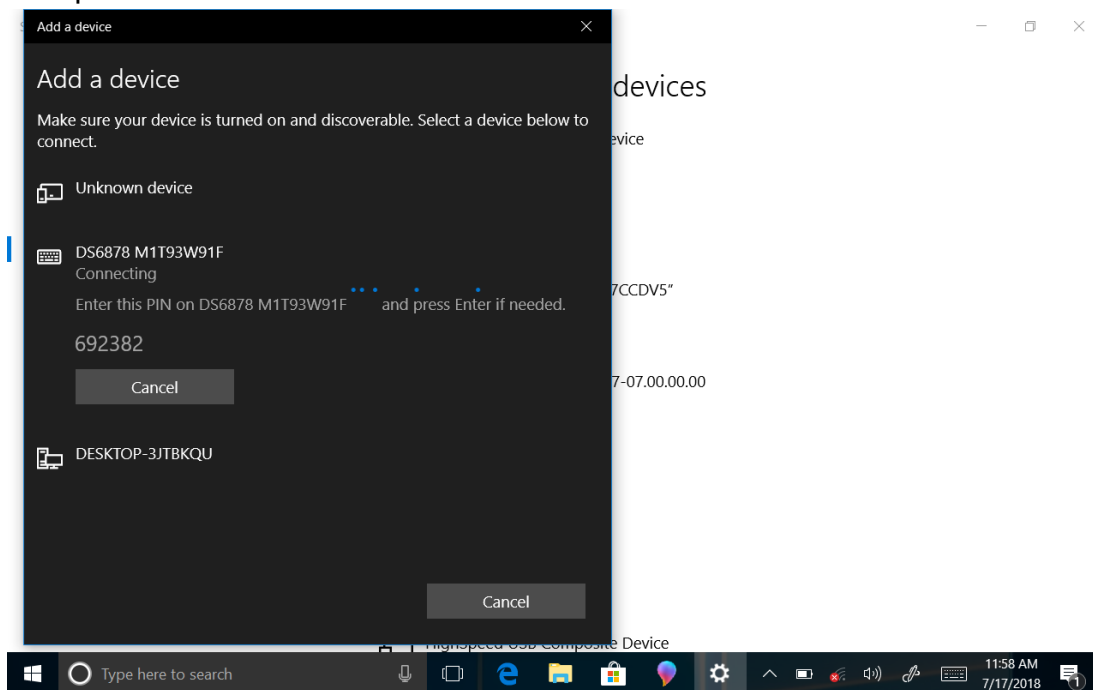 Add a device
Add a device
Make sure your device is turned on and discoverable. Select a device below to
connect.
Unknown device
DS6878 M1T93W91F
Connecting
Enter this PIN on DS6878 M1T93W91F and press Enter if needed.
692382
Cancel
DESKTOP-3JTBKQU
Cancel
devices
evice
7CCDV5"
7-07.00.00.00
HighSpeed USB Composite Device
Type here to search
11:58 AM
7/17/2018
1